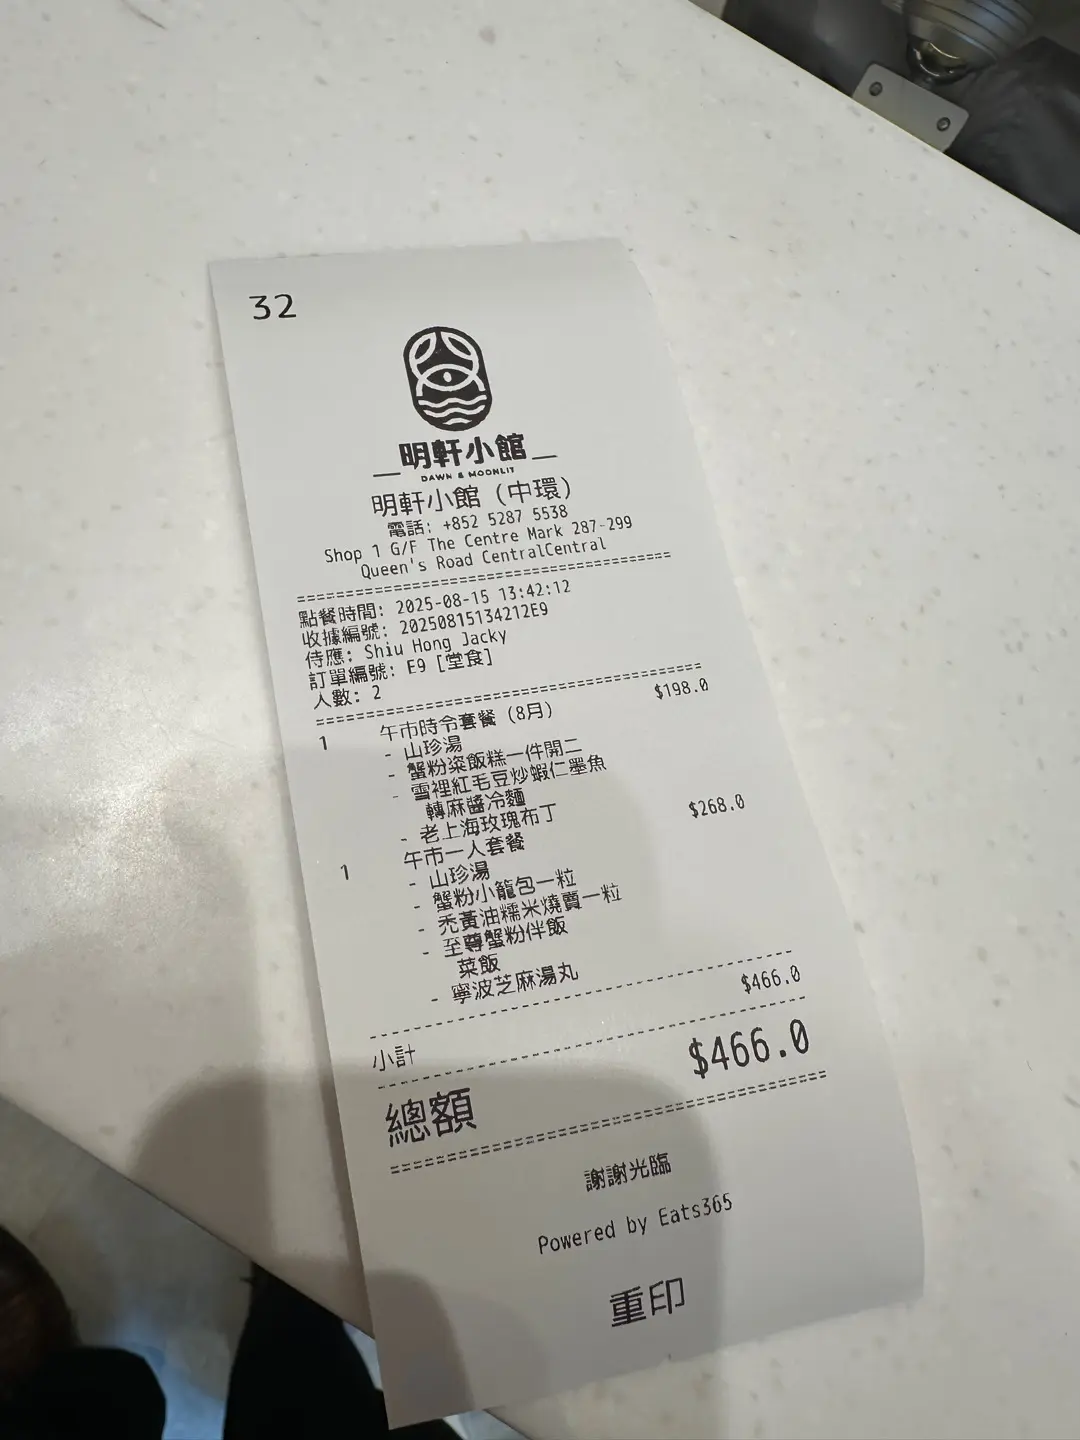 32
明軒小館
DAWN & MOONLIT
明軒小館 (中環)
電話: +852 5287 5538
Shop 1 G/F The Centre Mark 287-299
Queen's Road CentralCentral
點餐時間: 2025-08-15 13:42:12
收據編號: 20250815134212E9
侍應: Shiu Hong Jacky
訂單編號: E9 [堂食]
人數: 2
1 午市時令套餐 (8月) $198.0
- 山珍湯
- 蟹粉粢飯糕一件開二
- 雪裡紅毛豆炒蝦仁墨魚
轉麻醬冷麵
- 老上海玫瑰布丁
1 午市一人套餐 $268.0
- 山珍湯
- 蟹粉小籠包一粒
- 禿黃油糯米燒賣一粒
- 至尊蟹粉伴飯
菜飯
- 寧波芝麻湯丸
小計 $466.0
總額 $466.0
謝謝光臨
Powered by Eats365
重印